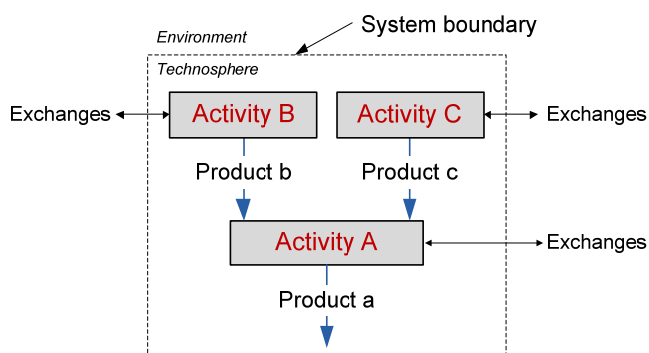 System boundary
Environment
Technosphere
Exchanges
Activity B
Activity C
Exchanges
Product b
Product c
Activity A
Exchanges
Product a